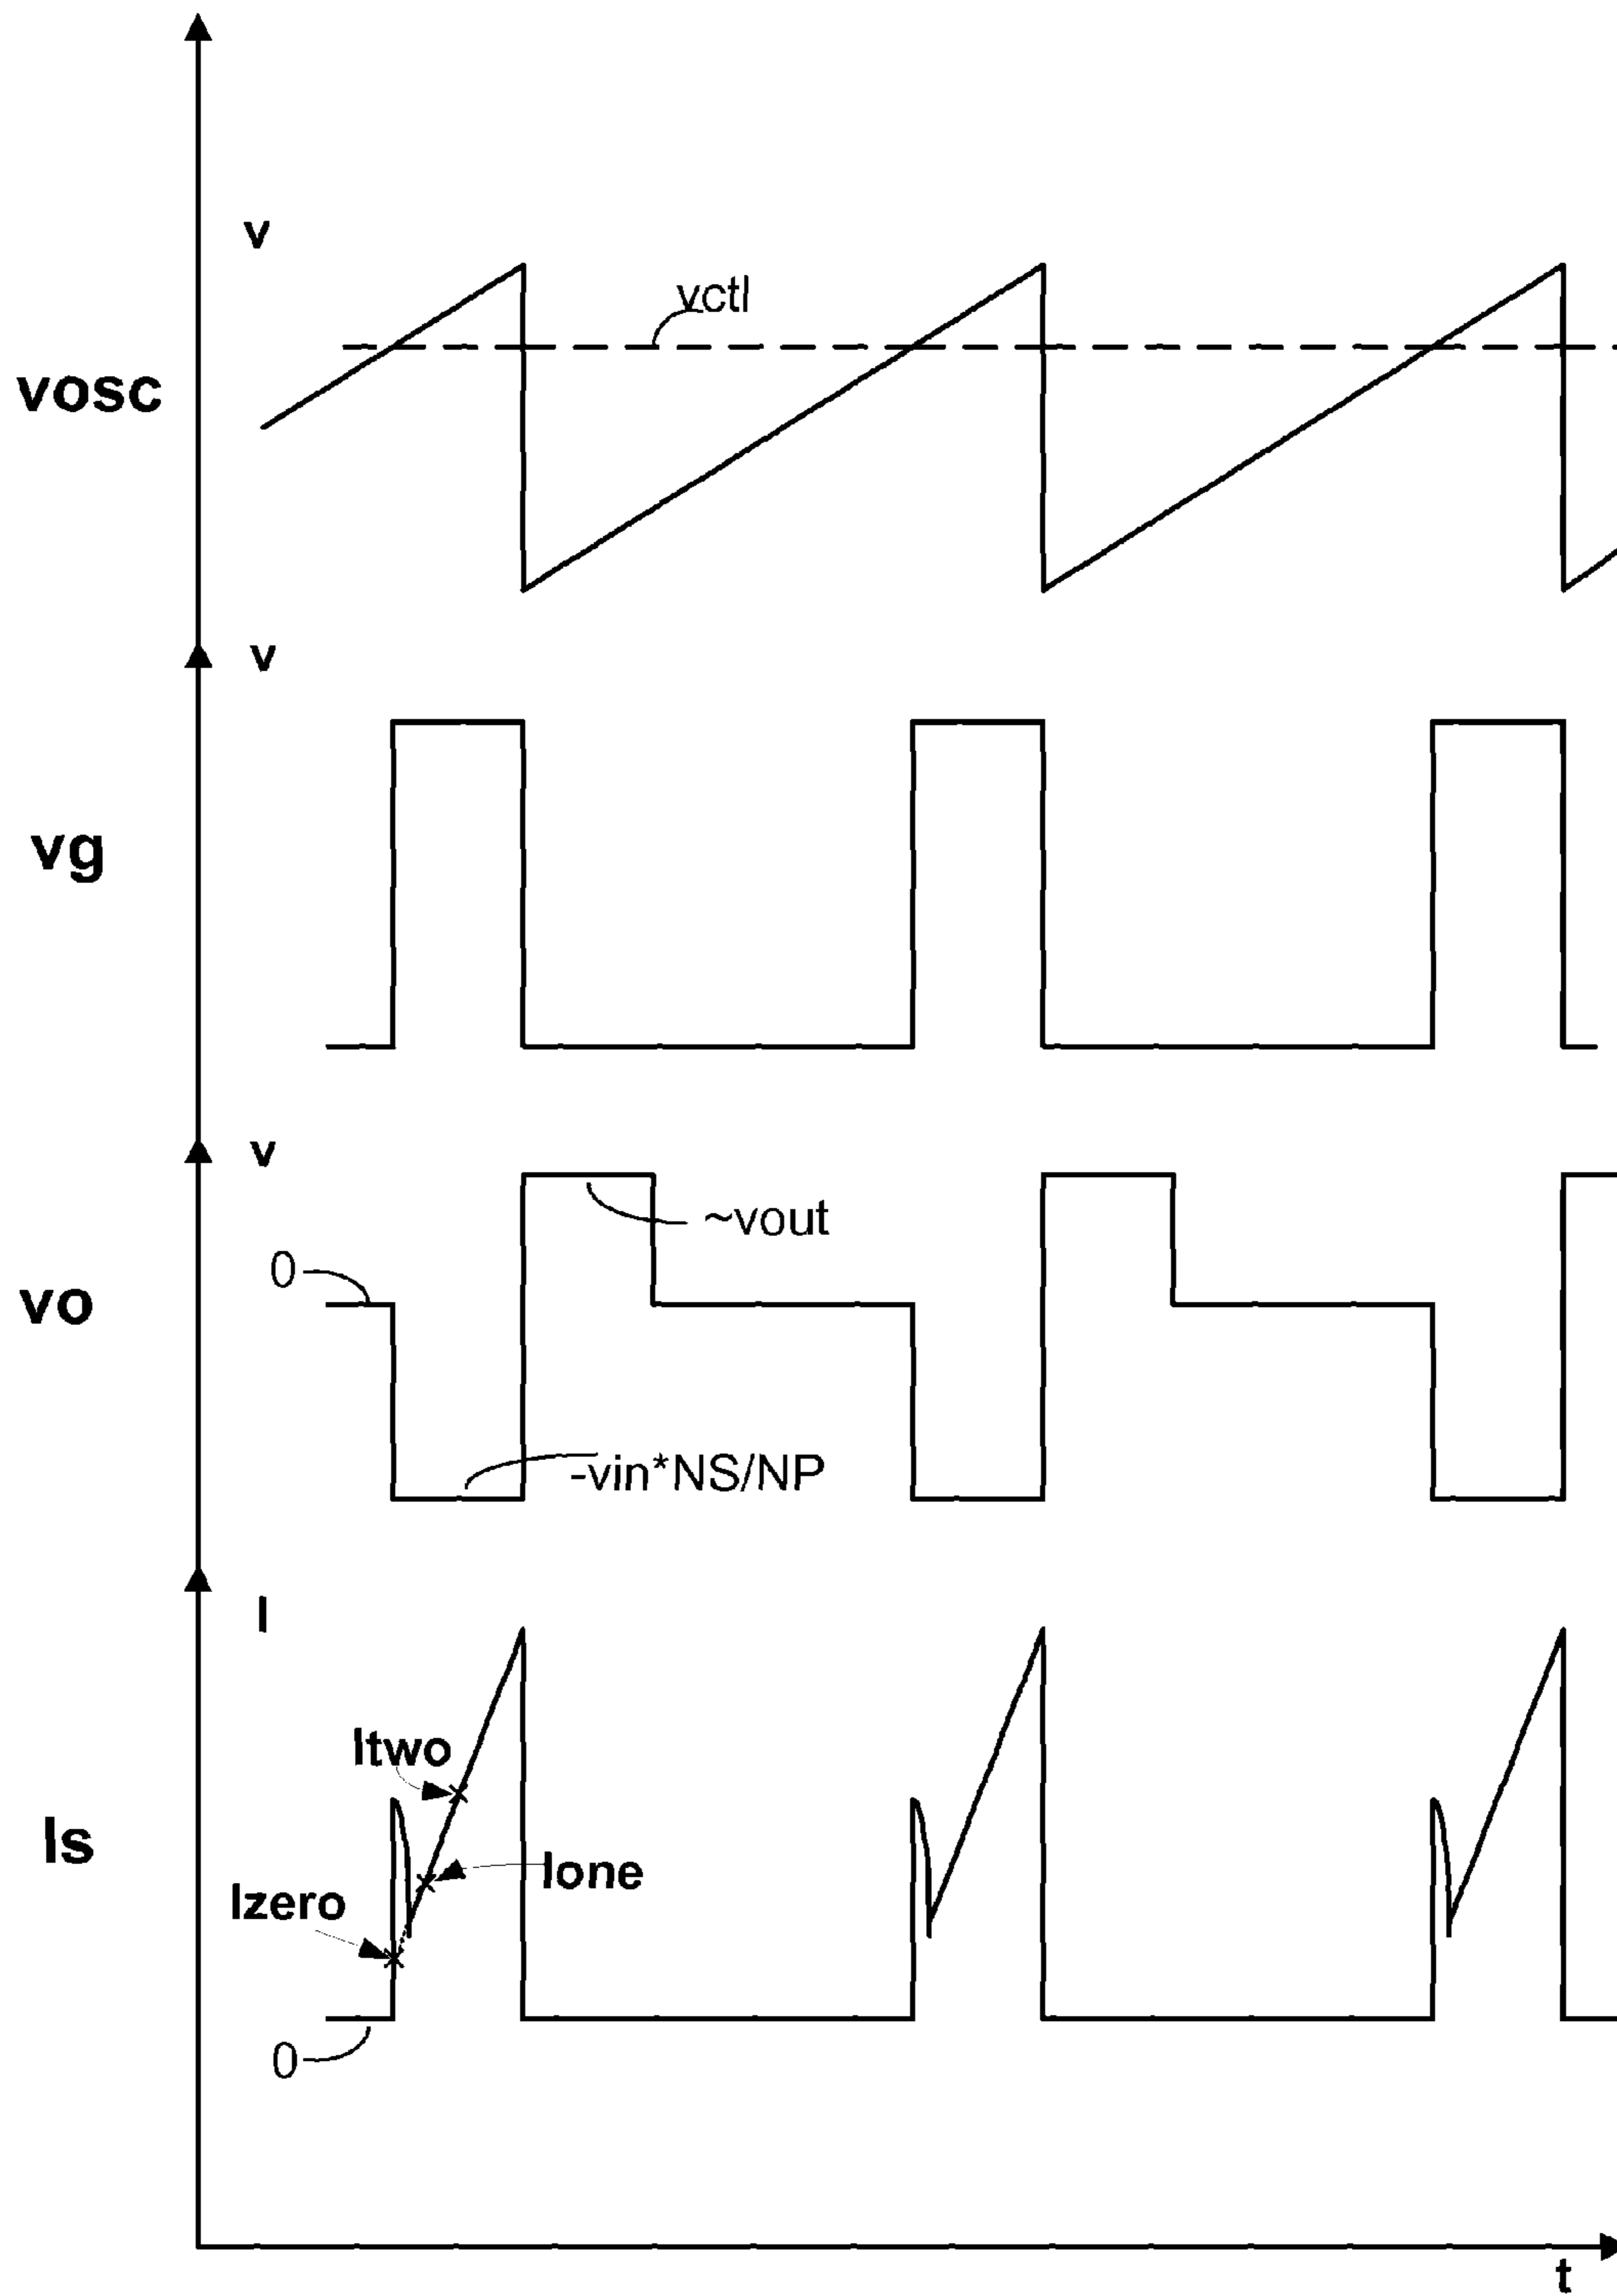 v
vctl
vosc
v
vg
v
~vout
0
vo
-vin*NS/NP
I
Itwo
Is
Ione
Izero
0
t